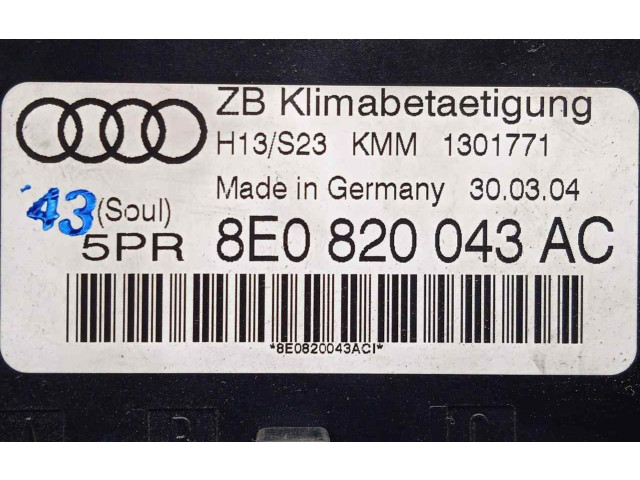 ZB Klimabetaetigung
H13/S23 KMM 1301771
Made in Germany 30.03.04
43 (Soul)
5PR 8E0 820 043 AC
*8E0820043ACI*